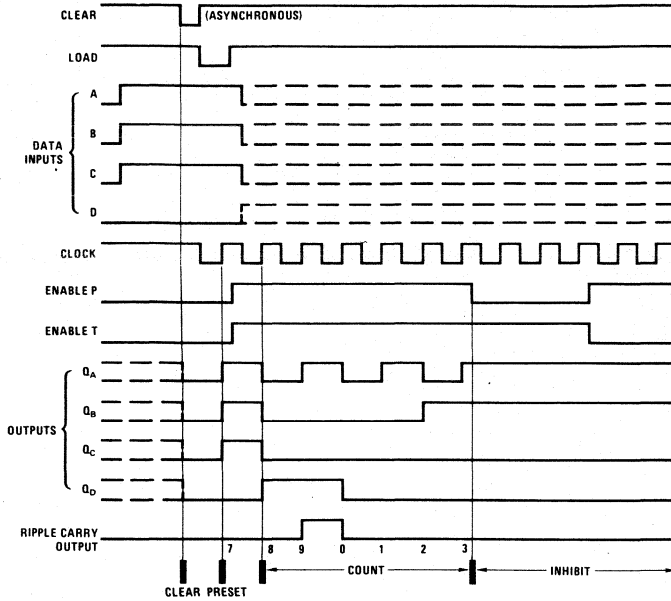 CLEAR
(ASYNCHRONOUS)
LOAD
A
B
DATA
INPUTS
C
D
CLOCK
ENABLE P
ENABLE T
QA
QB
OUTPUTS
QC
QD
RIPPLE CARRY
OUTPUT
7 8 9 0 1 2 3
COUNT
INHIBIT
CLEAR PRESET